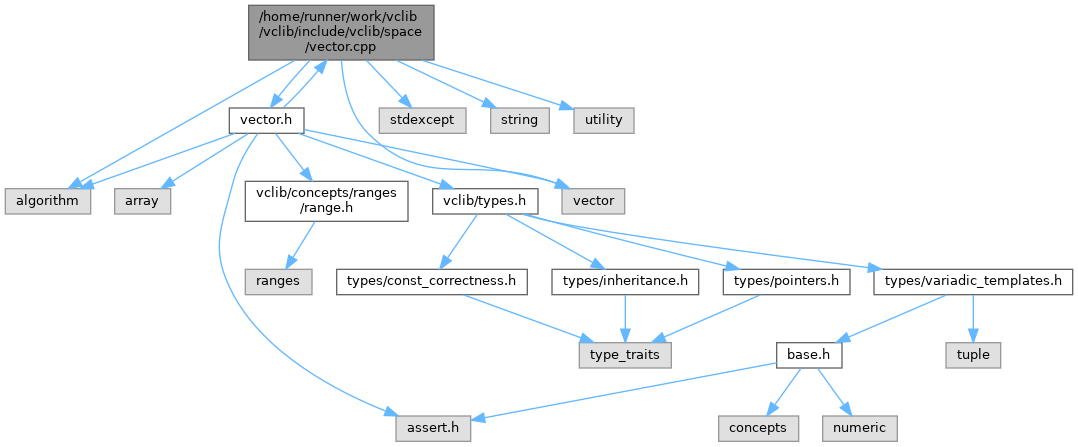 /home/runner/work/vclib
/vclib/include/vclib/space
/vector.cpp
vector.h
stdexcept
string
utility
algorithm
array
vclib/concepts/ranges
/range.h
vclib/types.h
vector
ranges
types/const_correctness.h
types/inheritance.h
types/pointers.h
types/variadic_templates.h
type_traits
base.h
tuple
assert.h
concepts
numeric